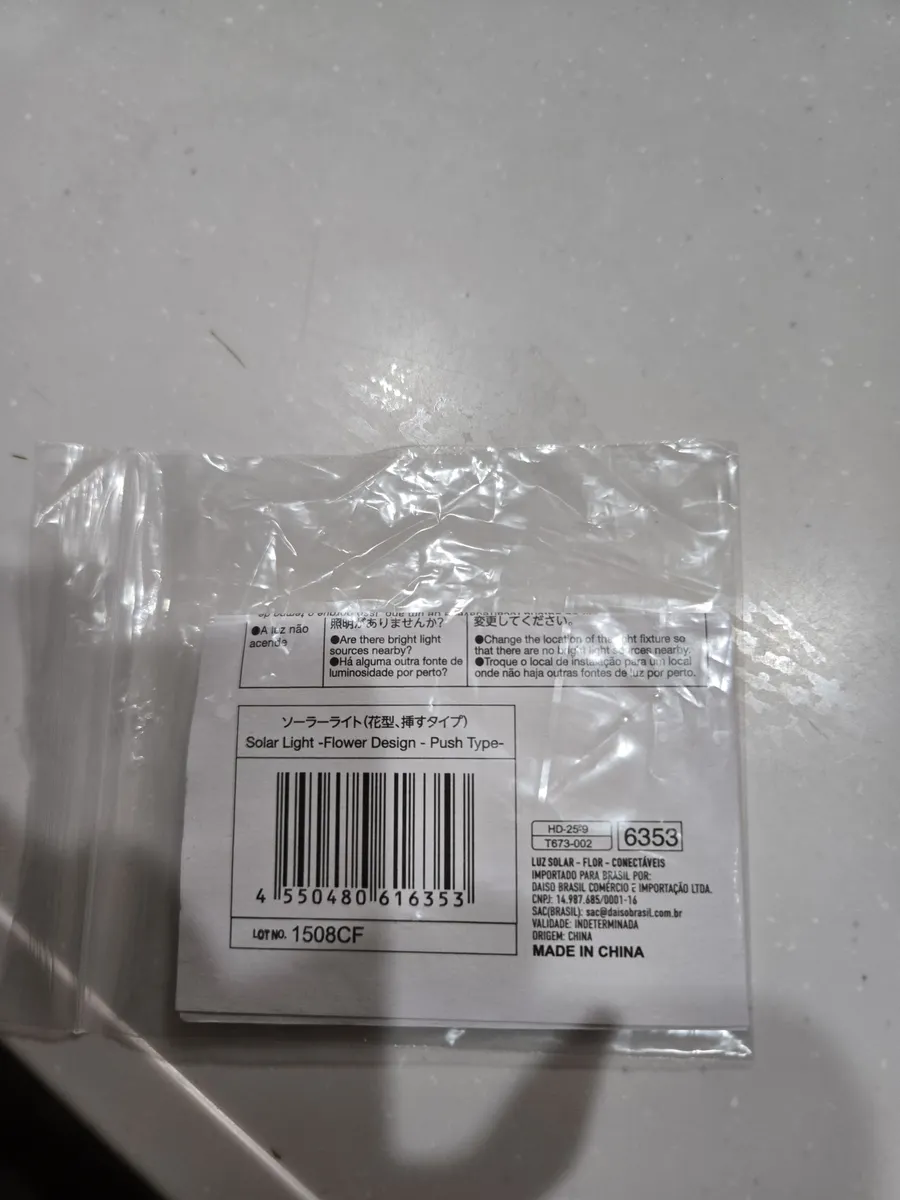 ●A luz não
acende
照明がありませんか?
●Are there bright light
sources nearby?
●Há alguma outra fonte de
luminosidade por perto?
変更してください。
●Change the location of the light fixture so
that there are no bright light sources nearby.
●Troque o local de instalação para um local
onde não haja outras fontes de luz por perto.
ソーラーライト(花型、挿すタイプ)
Solar Light -Flower Design - Push Type-
4 550480 616353
LOT NO. 1508CF
T673-002
6353
LUZ SOLAR - FLOR - CONECTÁVEIS
IMPORTADO PARA BRASIL POR:
DAISO BRASIL COMÉRCIO E IMPORTAÇÃO LTDA.
CNPJ: 14.987.685/0001-16
SAC(BRASIL): sac@daisobrasil.com.br
VALIDADE: INDETERMINADA
ORIGEM: CHINA
MADE IN CHINA